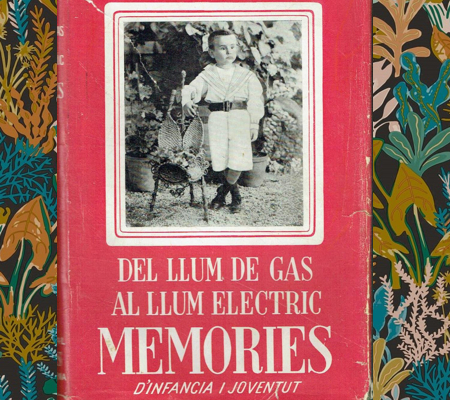 DEL LLUM DE GAS
AL LLUM ELECTRIC
MEMORIES
D'INFANCIA I JOVENTUT